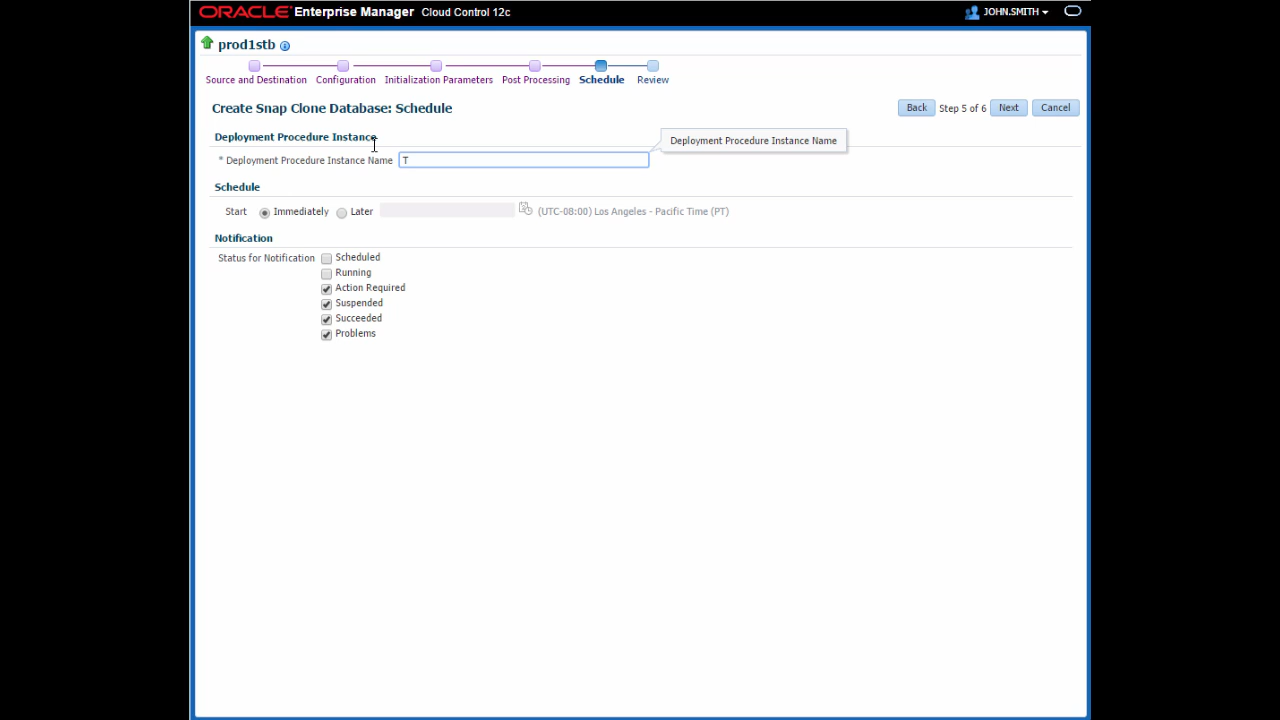 ORACLE Enterprise Manager Cloud Control 12c JOHN.SMITH
prod1stb
Source and Destination Configuration Initialization Parameters Post Processing Schedule Review
Create Snap Clone Database: Schedule Back Step 5 of 6 Next Cancel
Deployment Procedure Instance
Deployment Procedure Instance Name
* Deployment Procedure Instance Name T
Schedule
Start Immediately Later (UTC-08:00) Los Angeles - Pacific Time (PT)
Notification
Status for Notification Scheduled
Running
Action Required
Suspended
Succeeded
Problems